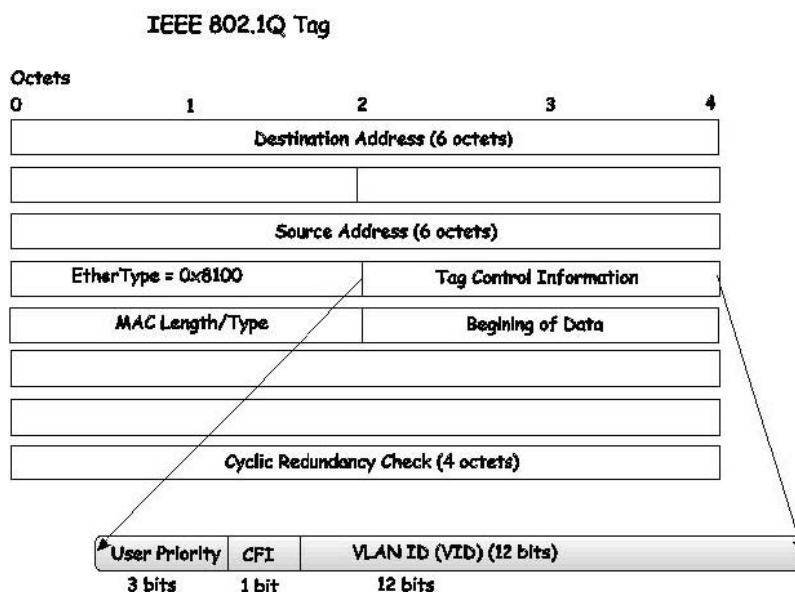 IEEE 802.1Q Tag
Octets
0 1 2 3 4
Destination Address (6 octets)
Source Address (6 octets)
EtherType = 0x8100 Tag Control Information
MAC Length/Type Begining of Data
Cyclic Redundancy Check (4 octets)
User Priority CFI VLAN ID (VID) (12 bits)
3 bits 1 bit 12 bits